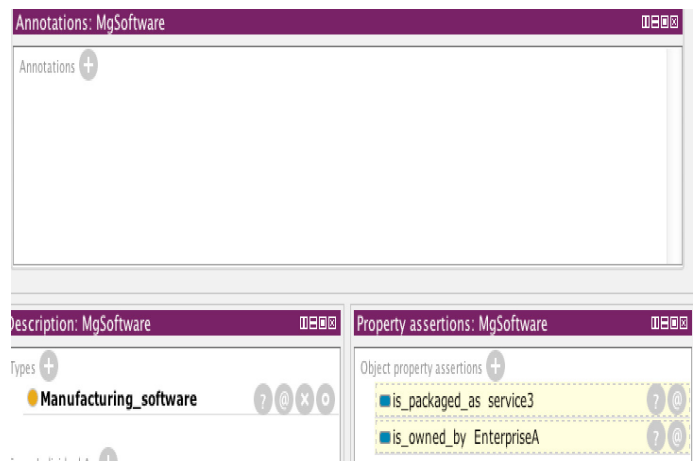 Annotations: MgSoftware
Annotations
Description: MgSoftware
Types
Manufacturing_software
Property assertions: MgSoftware
Object property assertions
is_packaged_as service3
is_owned_by EnterpriseA